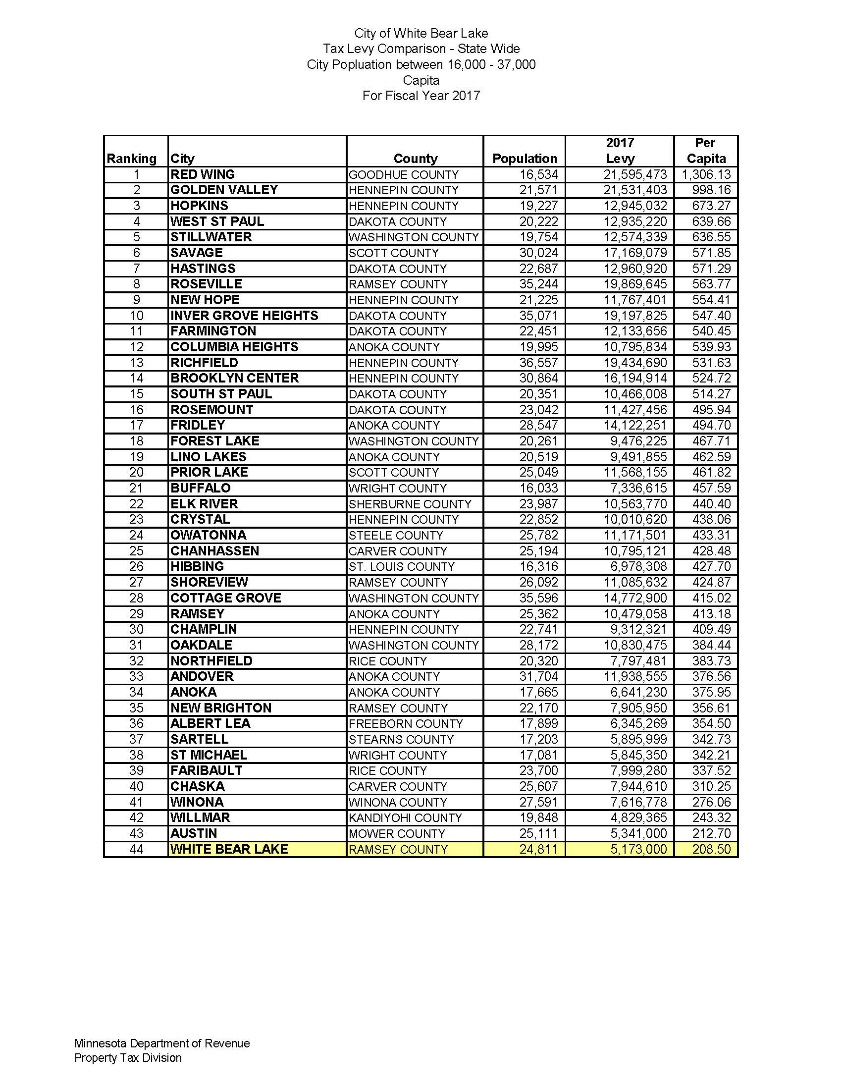 City of White Bear Lake
Tax Levy Comparison - State Wide
City Popluation between 16,000 - 37,000
Capita
For Fiscal Year 2017
2017 Per
Ranking City County Population Levy Capita
1 RED WING GOODHUE COUNTY 16,534 21,595,473 1,306.13
2 GOLDEN VALLEY HENNEPIN COUNTY 21,571 21,531,403 998.16
3 HOPKINS HENNEPIN COUNTY 19,227 12,945,032 673.27
4 WEST ST PAUL DAKOTA COUNTY 20,222 12,935,220 639.66
5 STILLWATER WASHINGTON COUNTY 19,754 12,574,339 636.55
6 SAVAGE SCOTT COUNTY 30,024 17,169,079 571.85
7 HASTINGS DAKOTA COUNTY 22,687 12,960,920 571.29
8 ROSEVILLE RAMSEY COUNTY 35,244 19,869,645 563.77
9 NEW HOPE HENNEPIN COUNTY 21,225 11,767,401 554.41
10 INVER GROVE HEIGHTS DAKOTA COUNTY 35,071 19,197,825 547.40
11 FARMINGTON DAKOTA COUNTY 22,451 12,133,656 540.45
12 COLUMBIA HEIGHTS ANOKA COUNTY 19,995 10,795,834 539.93
13 RICHFIELD HENNEPIN COUNTY 36,557 19,434,690 531.63
14 BROOKLYN CENTER HENNEPIN COUNTY 30,864 16,194,914 524.72
15 SOUTH ST PAUL DAKOTA COUNTY 20,351 10,466,008 514.27
16 ROSEMOUNT DAKOTA COUNTY 23,042 11,427,456 495.94
17 FRIDLEY ANOKA COUNTY 28,547 14,122,251 494.70
18 FOREST LAKE WASHINGTON COUNTY 20,261 9,476,225 467.71
19 LINO LAKES ANOKA COUNTY 20,519 9,491,855 462.59
20 PRIOR LAKE SCOTT COUNTY 25,049 11,568,155 461.82
21 BUFFALO WRIGHT COUNTY 16,033 7,336,615 457.59
22 ELK RIVER SHERBURNE COUNTY 23,987 10,563,770 440.40
23 CRYSTAL HENNEPIN COUNTY 22,852 10,010,620 438.06
24 OWATONNA STEELE COUNTY 25,782 11,171,501 433.31
25 CHANHASSEN CARVER COUNTY 25,194 10,795,121 428.48
26 HIBBING ST. LOUIS COUNTY 16,316 6,978,308 427.70
27 SHOREVIEW RAMSEY COUNTY 26,092 11,085,632 424.87
28 COTTAGE GROVE WASHINGTON COUNTY 35,596 14,772,900 415.02
29 RAMSEY ANOKA COUNTY 25,362 10,479,058 413.18
30 CHAMPLIN HENNEPIN COUNTY 22,741 9,312,321 409.49
31 OAKDALE WASHINGTON COUNTY 28,172 10,830,475 384.44
32 NORTHFIELD RICE COUNTY 20,320 7,797,481 383.73
33 ANDOVER ANOKA COUNTY 31,704 11,938,555 376.56
34 ANOKA ANOKA COUNTY 17,665 6,641,230 375.95
35 NEW BRIGHTON RAMSEY COUNTY 22,170 7,905,950 356.61
36 ALBERT LEA FREEBORN COUNTY 17,899 6,345,269 354.50
37 SARTELL STEARNS COUNTY 17,203 5,895,999 342.73
38 ST MICHAEL WRIGHT COUNTY 17,081 5,845,350 342.21
39 FARIBAULT RICE COUNTY 23,700 7,999,280 337.52
40 CHASKA CARVER COUNTY 25,607 7,944,610 310.25
41 WINONA WINONA COUNTY 27,591 7,616,778 276.06
42 WILLMAR KANDIYOHI COUNTY 19,848 4,829,365 243.32
43 AUSTIN MOWER COUNTY 25,111 5,341,000 212.70
44 WHITE BEAR LAKE RAMSEY COUNTY 24,811 5,173,000 208.50
Minnesota Department of Revenue
Property Tax Division